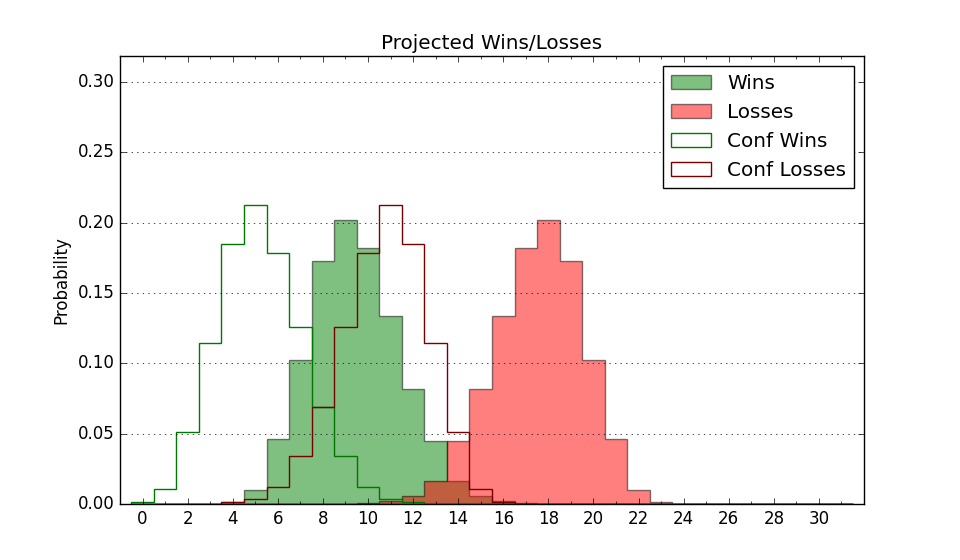 Projected Wins/Losses
0.30
0.25
0.20
0.15
0.10
0.05
0.00
Probability
Wins
Losses
Conf Wins
Conf Losses
0 2 4 6 8 10 12 14 16 18 20 22 24 26 28 30